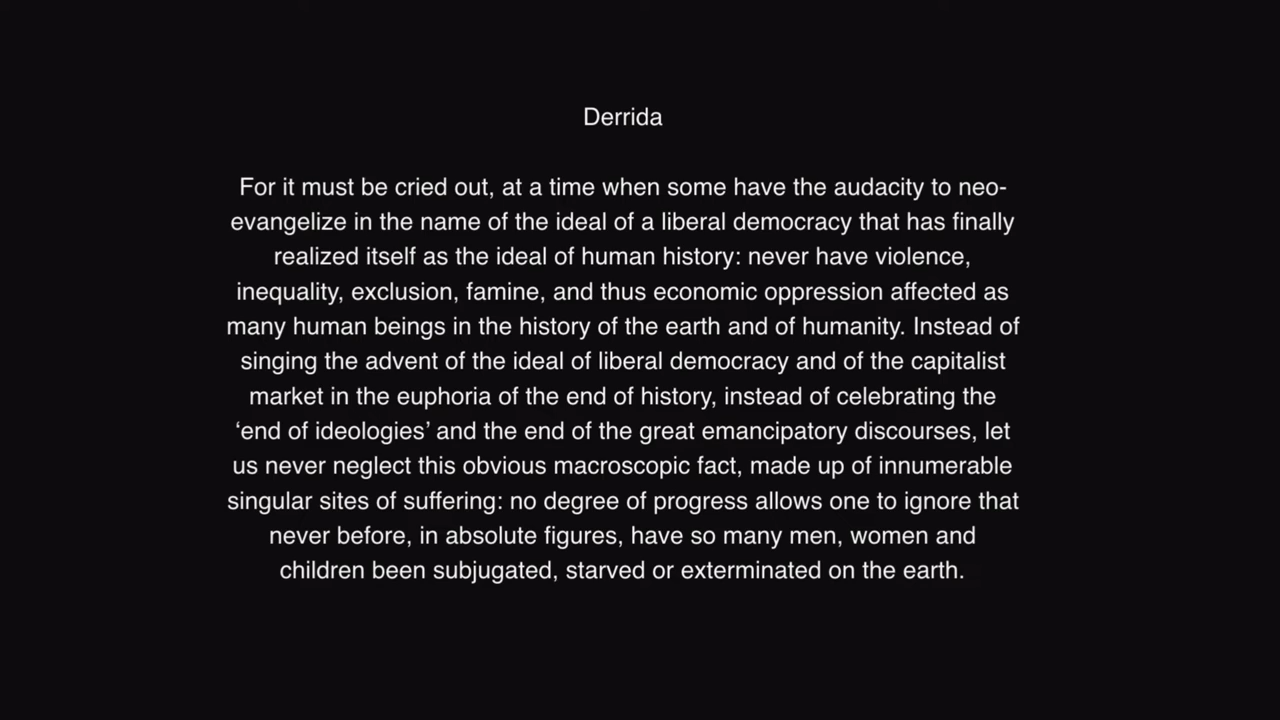 Derrida
For it must be cried out, at a time when some have the audacity to neo-
evangelize in the name of the ideal of a liberal democracy that has finally
realized itself as the ideal of human history: never have violence,
inequality, exclusion, famine, and thus economic oppression affected as
many human beings in the history of the earth and of humanity. Instead of
singing the advent of the ideal of liberal democracy and of the capitalist
market in the euphoria of the end of history, instead of celebrating the
‘end of ideologies’ and the end of the great emancipatory discourses, let
us never neglect this obvious macroscopic fact, made up of innumerable
singular sites of suffering: no degree of progress allows one to ignore that
never before, in absolute figures, have so many men, women and
children been subjugated, starved or exterminated on the earth.